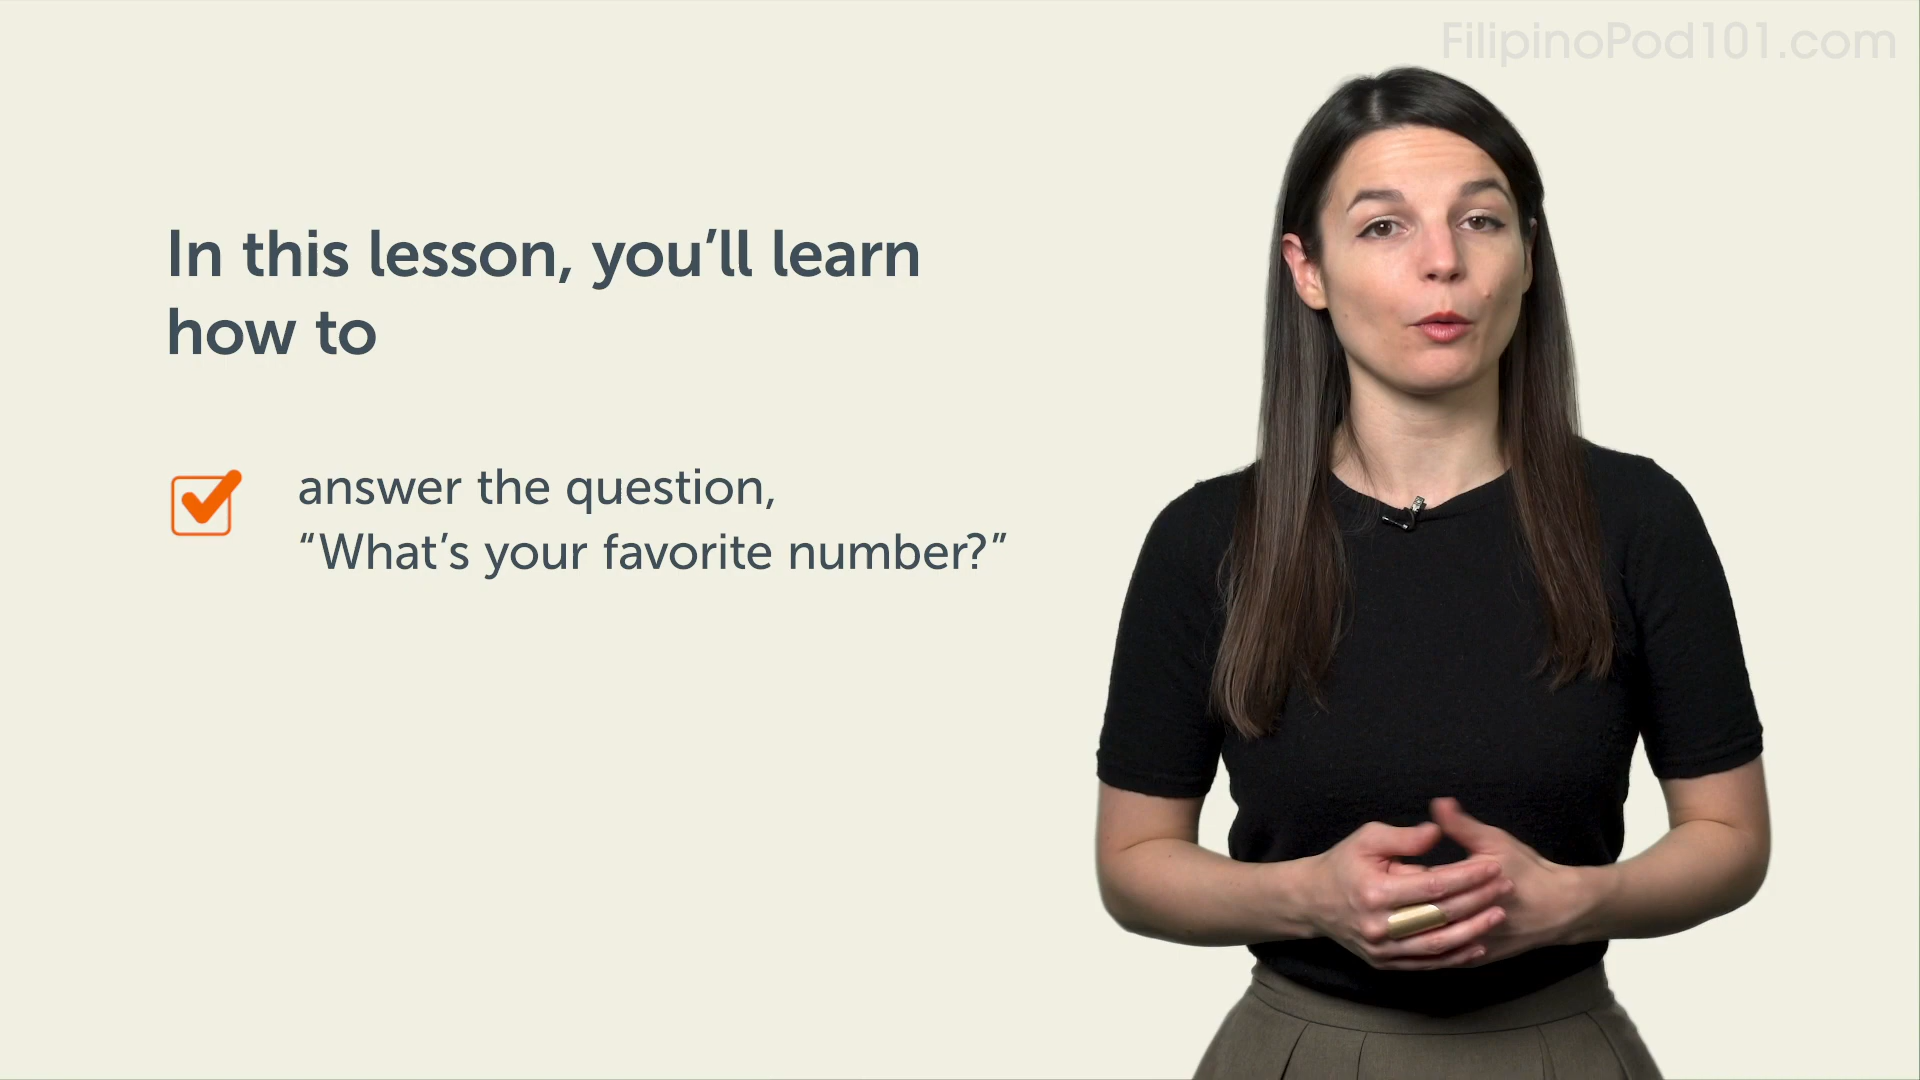 FilipinoPod101.com
In this lesson, you’ll learn
how to
answer the question,
“What’s your favorite number?”